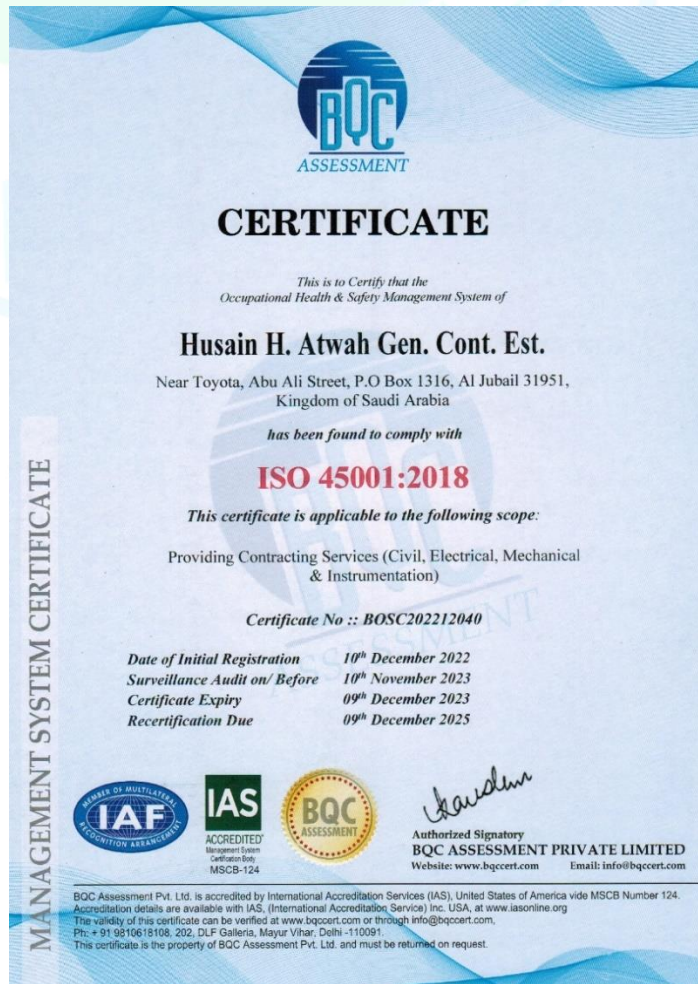 BQC
ASSESSMENT
CERTIFICATE
This is to Certify that the
Occupational Health & Safety Management System of
Husain H. Atwah Gen. Cont. Est.
Near Toyota, Abu Ali Street, P.O Box 1316, Al Jubail 31951,
Kingdom of Saudi Arabia
has been found to comply with
ISO 45001:2018
This certificate is applicable to the following scope:
Providing Contracting Services (Civil, Electrical, Mechanical
& Instrumentation)
Certificate No :: BOSC202212040
Date of Initial Registration 10th December 2022
Surveillance Audit on/ Before 10th November 2023
Certificate Expiry 09th December 2023
Recertification Due 09th December 2025
MANAGEMENT SYSTEM CERTIFICATE
MEMBER OF MULTILATERAL
IAF
RECOGNITION ARRANGEMENT
IAS
ACCREDITED
Management System
Certification Body
MSCB-124
BQC
ASSESSMENT
Authorized Signatory
BQC ASSESSMENT PRIVATE LIMITED
Website: www.bqccert.com Email: info@bqccert.com
BQC Assessment Pvt. Ltd. is accredited by International Accreditation Services (IAS), United States of America vide MSCB Number 124.
Accreditation details are available with IAS, (International Accreditation Service) Inc. USA, at www.iasonline.org
The validity of this certificate can be verified at www.bqccert.com or through info@bqccert.com,
Ph: + 91 9810618108, 202, DLF Galleria, Mayur Vihar, Delhi -110091.
This certificate is the property of BQC Assessment Pvt. Ltd. and must be returned on request.